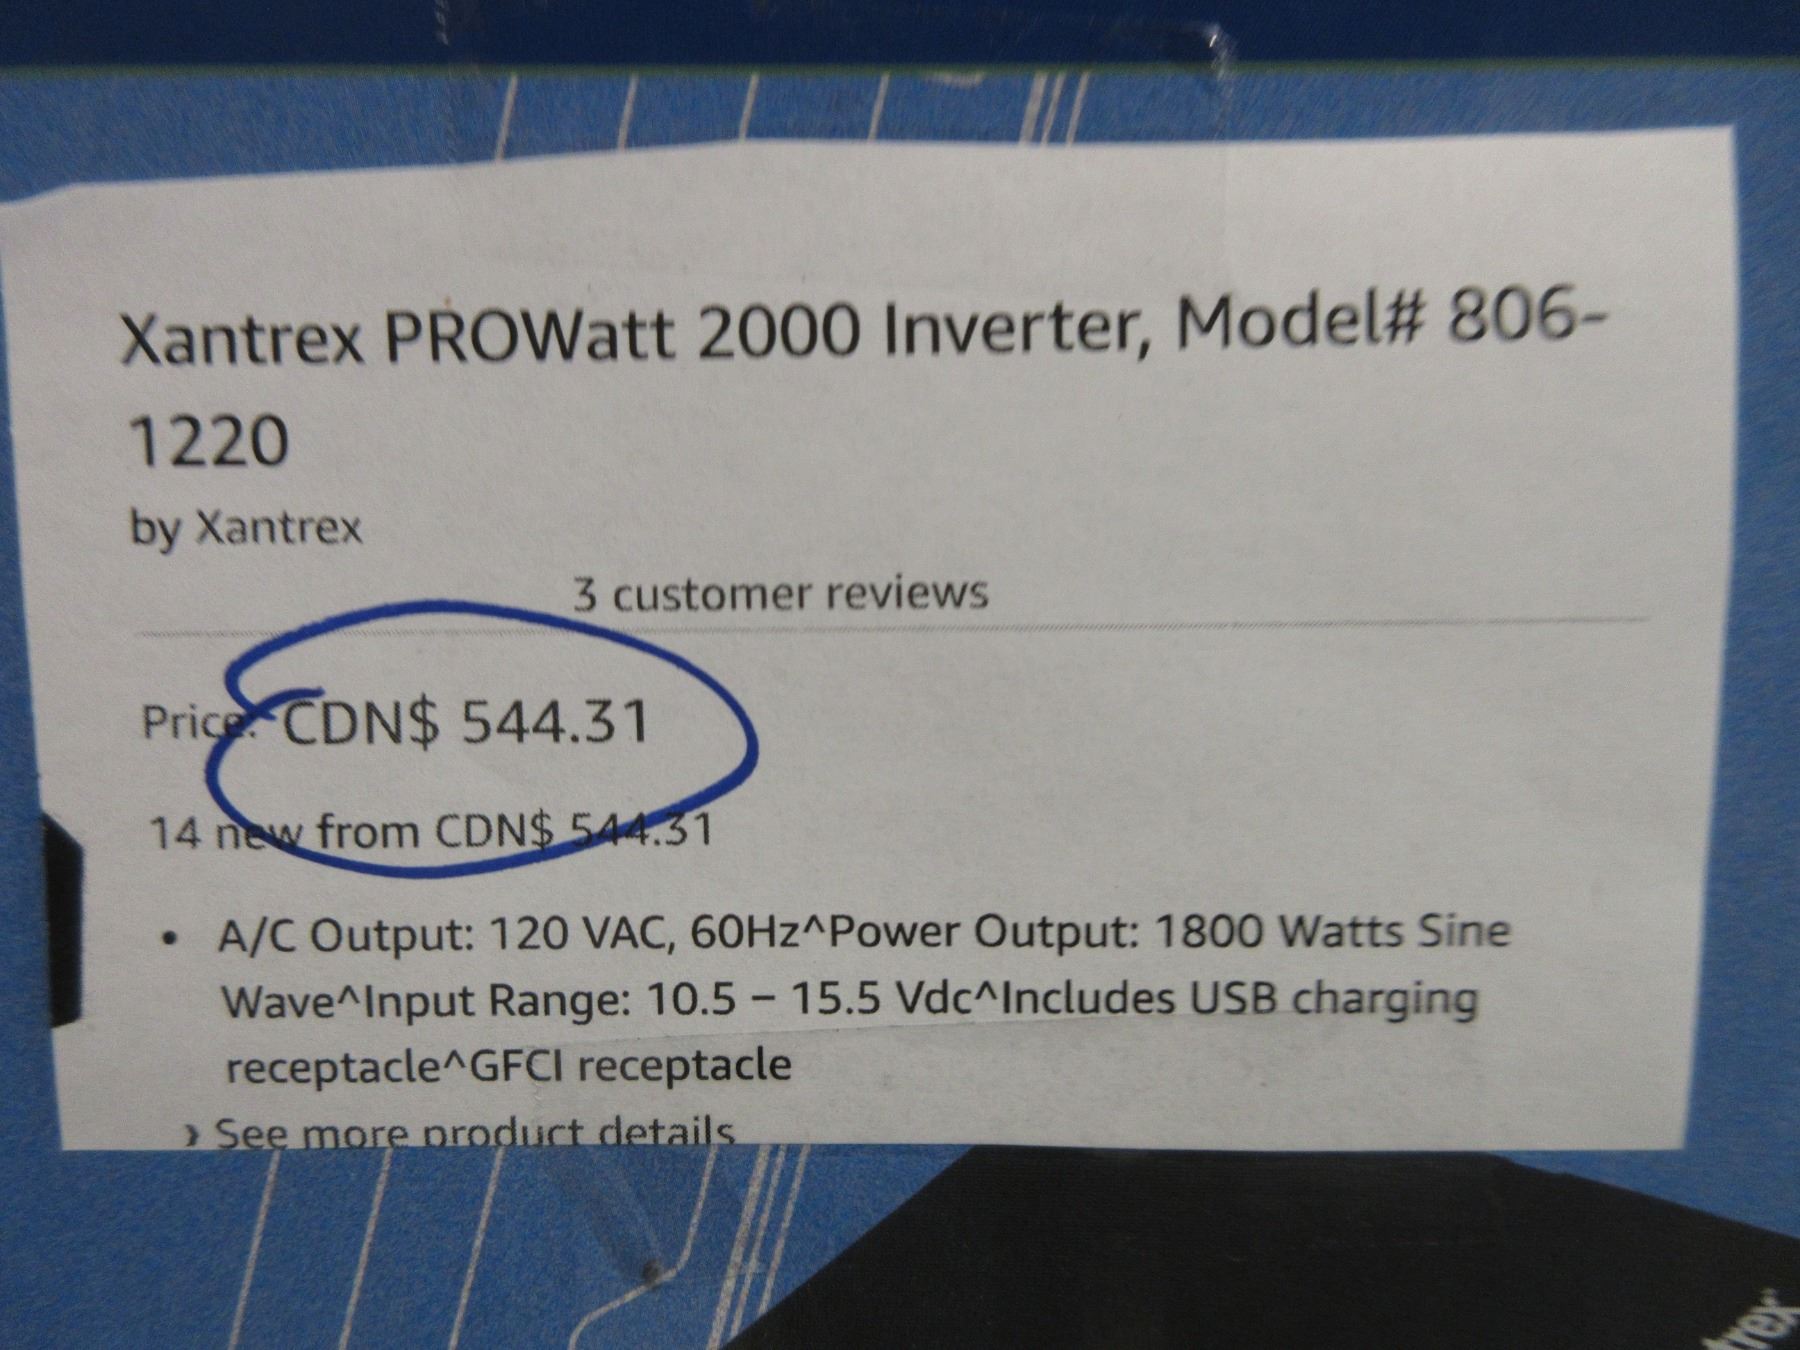 Xantrex PROWatt 2000 Inverter, Model# 806-
1220
by Xantrex
3 customer reviews
Price: CDN$ 544.31
14 new from CDN$ 544.31
• A/C Output: 120 VAC, 60Hz^Power Output: 1800 Watts Sine
Wave^Input Range: 10.5 – 15.5 Vdc^Includes USB charging
receptacle^GFCI receptacle
› See more product details
trex